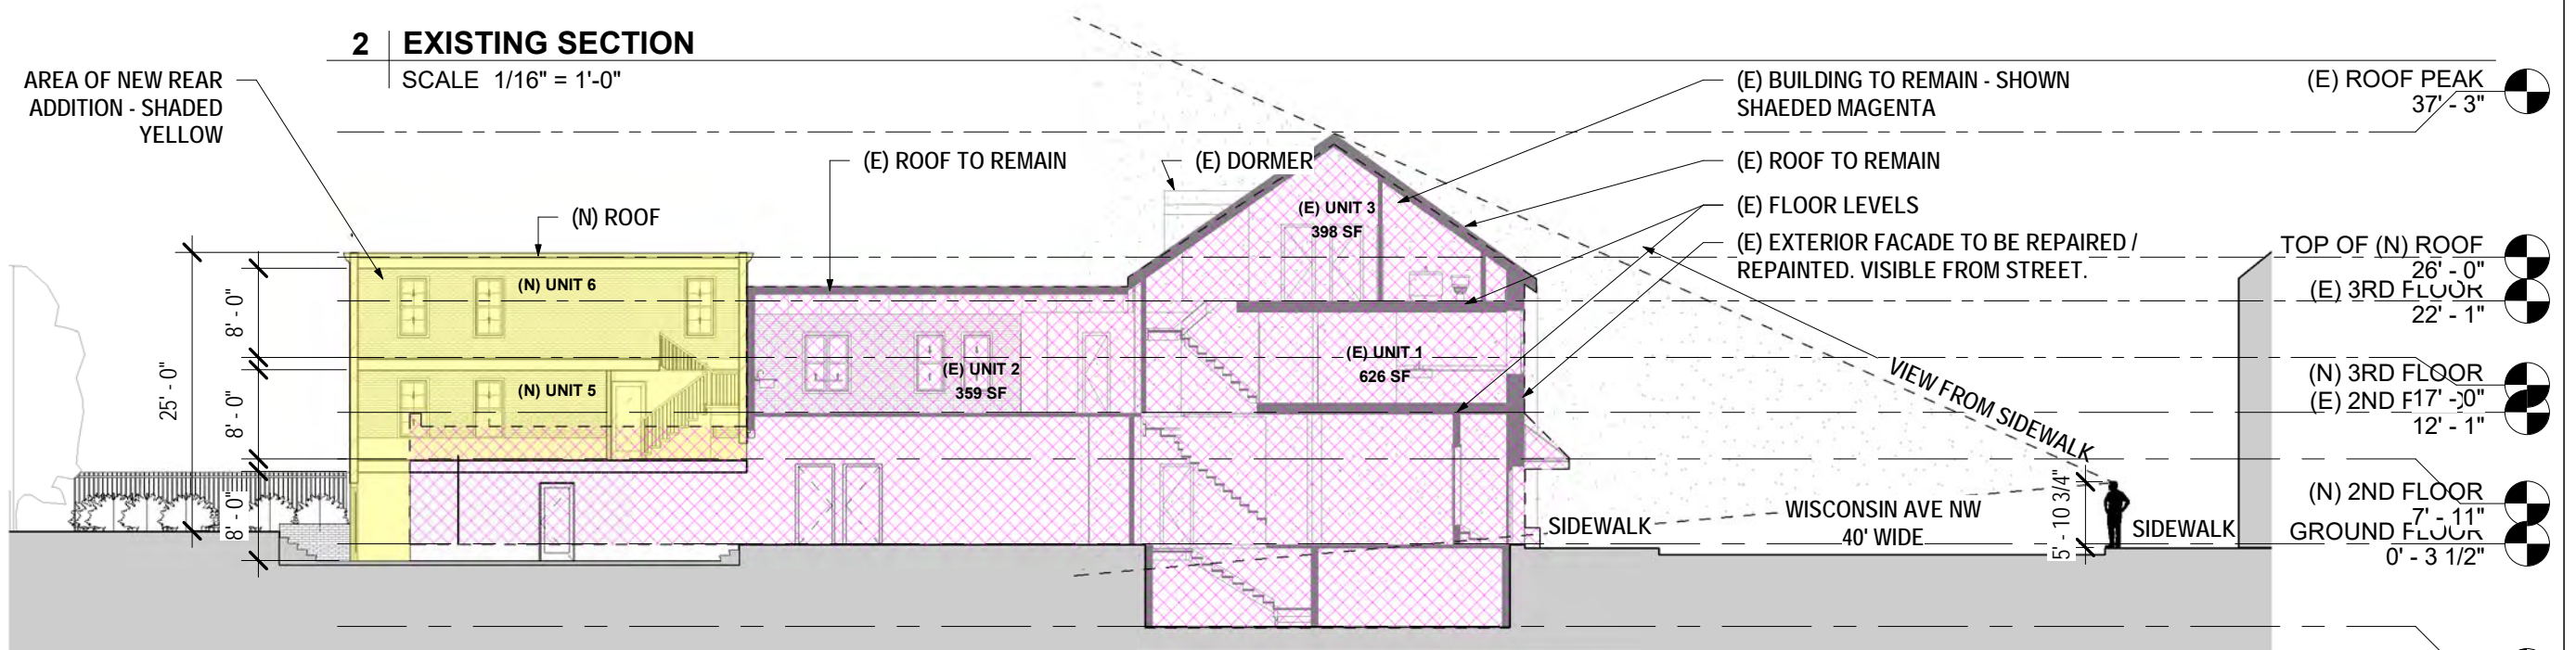 2 EXISTING SECTION
SCALE 1/16" = 1'-0"
AREA OF NEW REAR
ADDITION - SHADED
YELLOW
(N) ROOF
(E) ROOF TO REMAIN
(E) DORMER
(E) BUILDING TO REMAIN - SHOWN
SHAEDED MAGENTA
(E) ROOF TO REMAIN
(E) FLOOR LEVELS
(E) EXTERIOR FACADE TO BE REPAIRED /
REPAINTED. VISIBLE FROM STREET.
(E) ROOF PEAK
37' - 3"
TOP OF (N) ROOF
26' - 0"
(E) 3RD FLOOR
22' - 1"
(N) 3RD FLOOR
17' - 0"
(E) 2ND F
12' - 1"
(N) 2ND FLOOR
7' - 11"
GROUND FLOOR
0' - 3 1/2"
25' - 0"
8' - 0"
8' - 0"
8' - 0"
(N) UNIT 6
(N) UNIT 5
(E) UNIT 2
359 SF
(E) UNIT 3
398 SF
(E) UNIT 1
626 SF
VIEW FROM SIDEWALK
SIDEWALK
WISCONSIN AVE NW
40' WIDE
5' - 10 3/4"
SIDEWALK